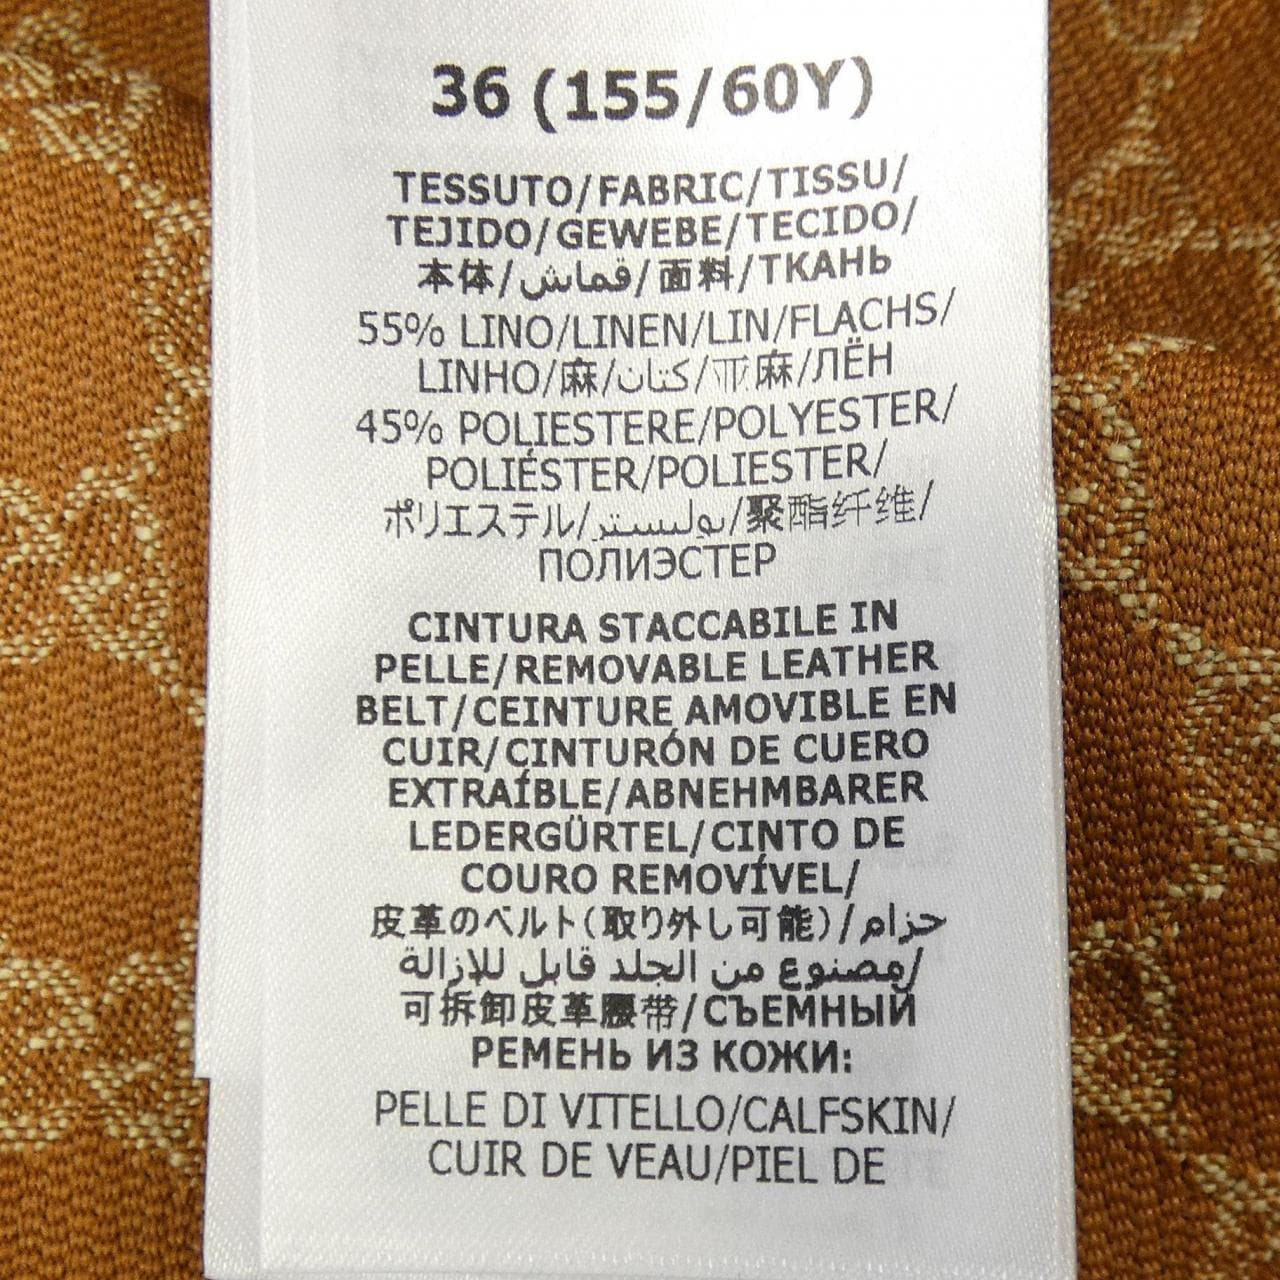 36 (155/60Y)
TESSUTO/FABRIC/TISSU/
TEJIDO/GEWEBE/TECIDO/
本体/قماش/面料/ТКАНЬ
55% LINO/LINEN/LIN/FLACHS/
LINHO/麻/كتان/亚麻/ЛЁН
45% POLIESTERE/POLYESTER/
POLIÉSTER/POLIESTER/
ポリエステル/بوليستر/聚酯纤维/
ПОЛИЭСТЕР
CINTURA STACCABILE IN
PELLE/REMOVABLE LEATHER
BELT/CEINTURE AMOVIBLE EN
CUIR/CINTURÓN DE CUERO
EXTRAÍBLE/ABNEHMBARER
LEDERGÜRTEL/CINTO DE
COURO REMOVÍVEL/
皮革のベルト(取り外し可能)/حزام
مصنوع من الجلد قابل للإزالة/
可拆卸皮革腰带/СЪЕМНЫЙ
РЕМЕНЬ ИЗ КОЖИ:
PELLE DI VITELLO/CALFSKIN/
CUIR DE VEAU/PIEL DE